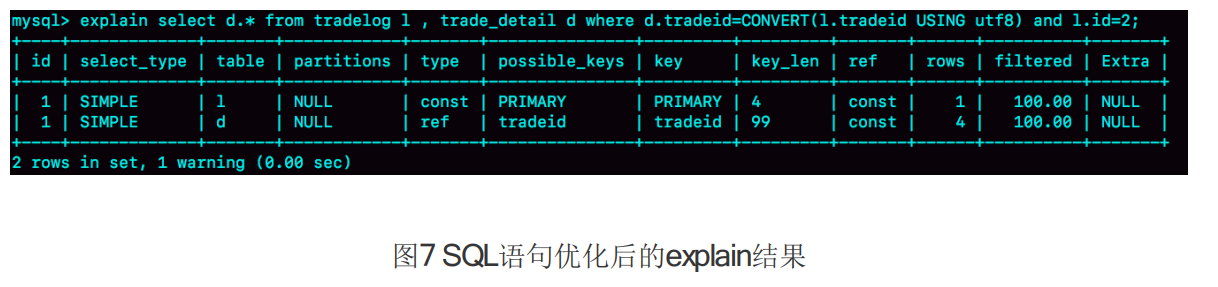 mysql> explain select d.* from tradelog l , trade_detail d where d.tradeid=CONVERT(l.tradeid USING utf8) and l.id=2;
+----+-------------+-------+------------+-------+---------------+---------+---------+-------+------+----------+-------+
| id | select_type | table | partitions | type | possible_keys | key | key_len | ref | rows | filtered | Extra |
+----+-------------+-------+------------+-------+---------------+---------+---------+-------+------+----------+-------+
| 1 | SIMPLE | l | NULL | const | PRIMARY | PRIMARY | 4 | const | 1 | 100.00 | NULL |
| 1 | SIMPLE | d | NULL | ref | tradeid | tradeid | 99 | const | 4 | 100.00 | NULL |
+----+-------------+-------+------------+-------+---------------+---------+---------+-------+------+----------+-------+
2 rows in set, 1 warning (0.00 sec)
图7 SQL语句优化后的explain结果